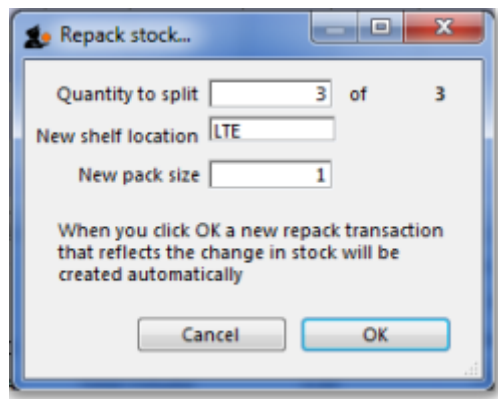 Repack stock...
Quantity to split 3 of 3
New shelf location LTE
New pack size 1
When you click OK a new repack transaction
that reflects the change in stock will be
created automatically
Cancel OK